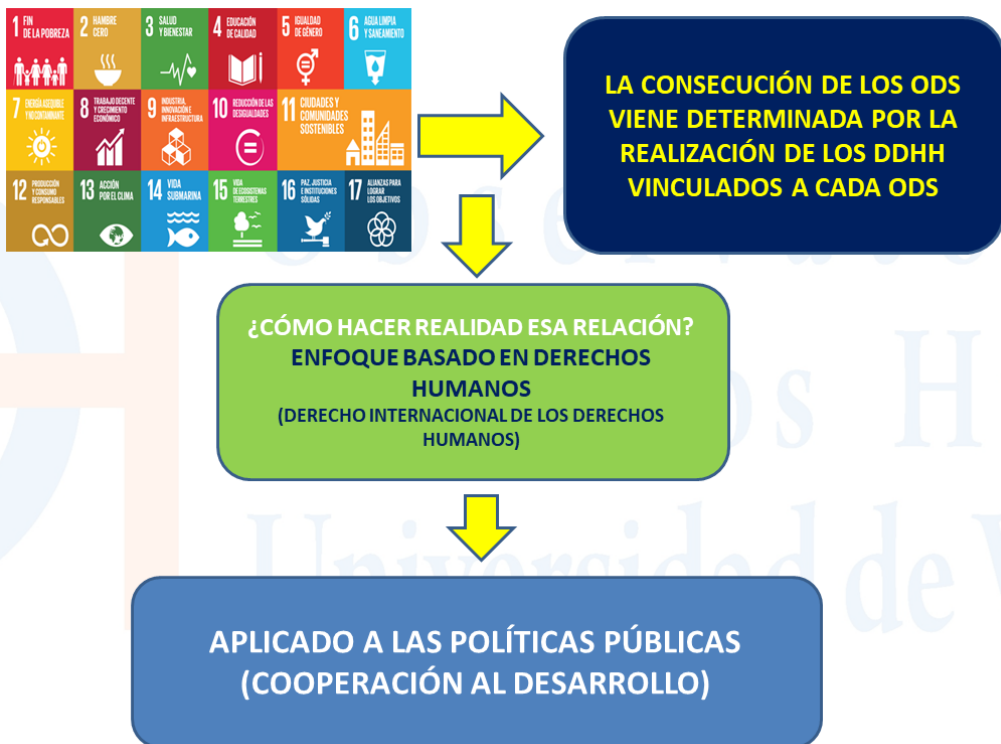 1 FIN
DE LA POBREZA
2 HAMBRE
CERO
3 SALUD
Y BIENESTAR
4 EDUCACIÓN
DE CALIDAD
5 IGUALDAD
DE GÉNERO
6 AGUA LIMPIA
Y SANEAMIENTO
7 ENERGÍA ASEQUIBLE
Y NO CONTAMINANTE
8 TRABAJO DECENTE
Y CRECIMIENTO
ECONÓMICO
9 INDUSTRIA,
INNOVACIÓN E
INFRAESTRUCTURA
10 REDUCCIÓN DE LAS
DESIGUALDADES
11 CIUDADES Y
COMUNIDADES
SOSTENIBLES
12 PRODUCCIÓN
Y CONSUMO
RESPONSABLES
13 ACCIÓN
POR EL CLIMA
14 VIDA
SUBMARINA
15 VIDA
DE ECOSISTEMAS
TERRESTRES
16 PAZ, JUSTICIA
E INSTITUCIONES
SÓLIDAS
17 ALIANZAS PARA
LOGRAR
LOS OBJETIVOS
LA CONSECUCIÓN DE LOS ODS
VIENE DETERMINADA POR LA
REALIZACIÓN DE LOS DDHH
VINCULADOS A CADA ODS
¿CÓMO HACER REALIDAD ESA RELACIÓN?
ENFOQUE BASADO EN DERECHOS
HUMANOS
(DERECHO INTERNACIONAL DE LOS DERECHOS
HUMANOS)
APLICADO A LAS POLÍTICAS PÚBLICAS
(COOPERACIÓN AL DESARROLLO)